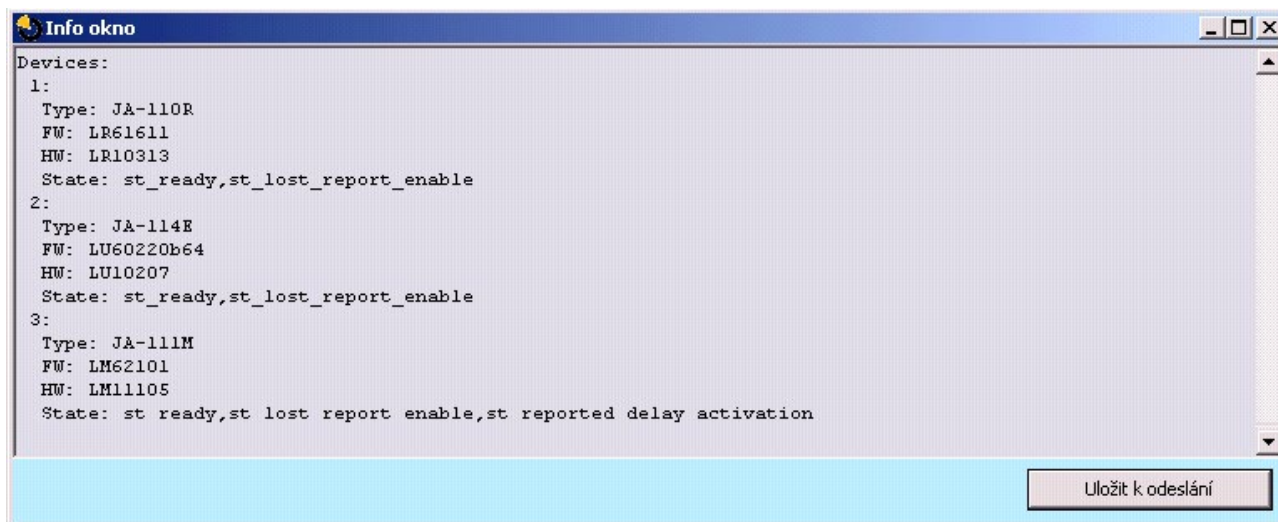 Info okno
Devices:
1:
Type: JA-110R
FW: LR61611
HW: LR10313
State: st_ready,st_lost_report_enable
2:
Type: JA-114E
FW: LU60220b64
HW: LU10207
State: st_ready,st_lost_report_enable
3:
Type: JA-111M
FW: LM62101
HW: LM11105
State: st ready,st lost report enable,st reported delay activation
Uložit k odeslání